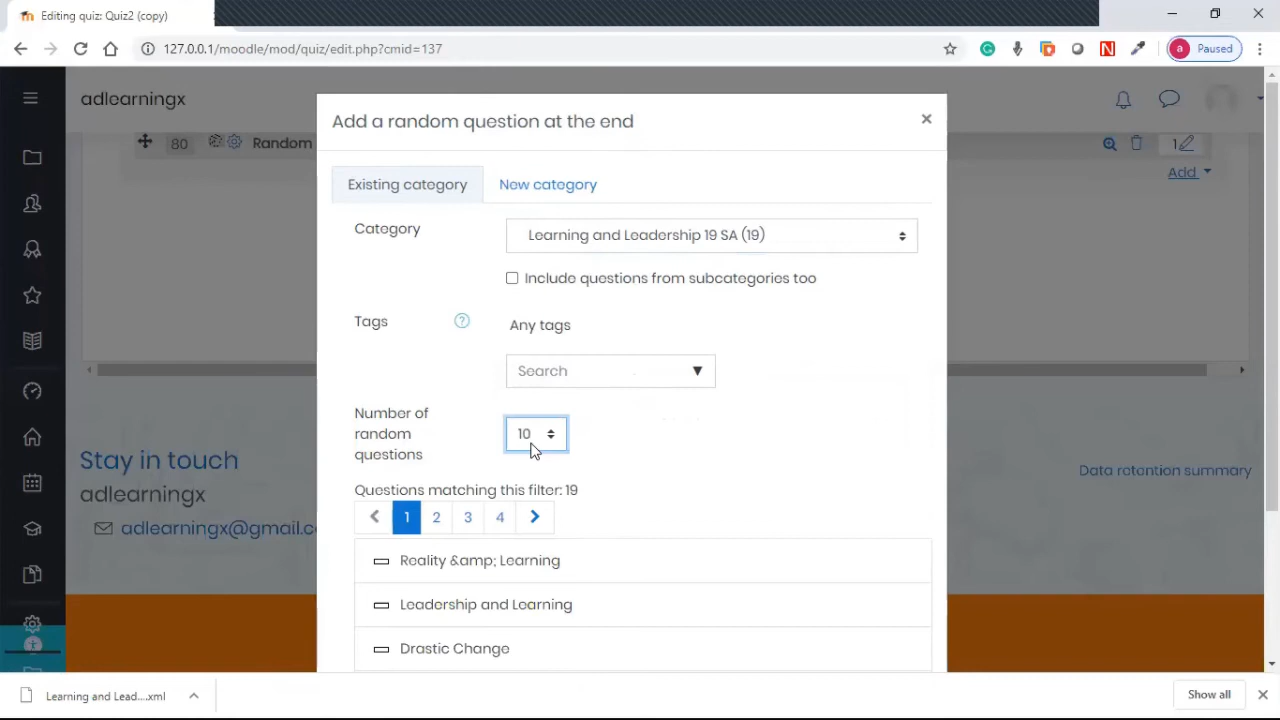 Editing quiz: Quiz2 (copy)
127.0.0.1/moodle/mod/quiz/edit.php?cmid=137
N
a Paused
adlearningx
Add a random question at the end ×
80 Random 1
Add
Existing category New category
Category Learning and Leadership 19 SA (19)
Include questions from subcategories too
Tags ? Any tags
Search ▼
Number of
random
questions
10
Stay in touch
adlearningx
adlearningx@gmail.c
Data retention summary
Questions matching this filter: 19
1 2 3 4
Reality &amp; Learning
Leadership and Learning
Drastic Change
Learning and Lead....xml
Show all